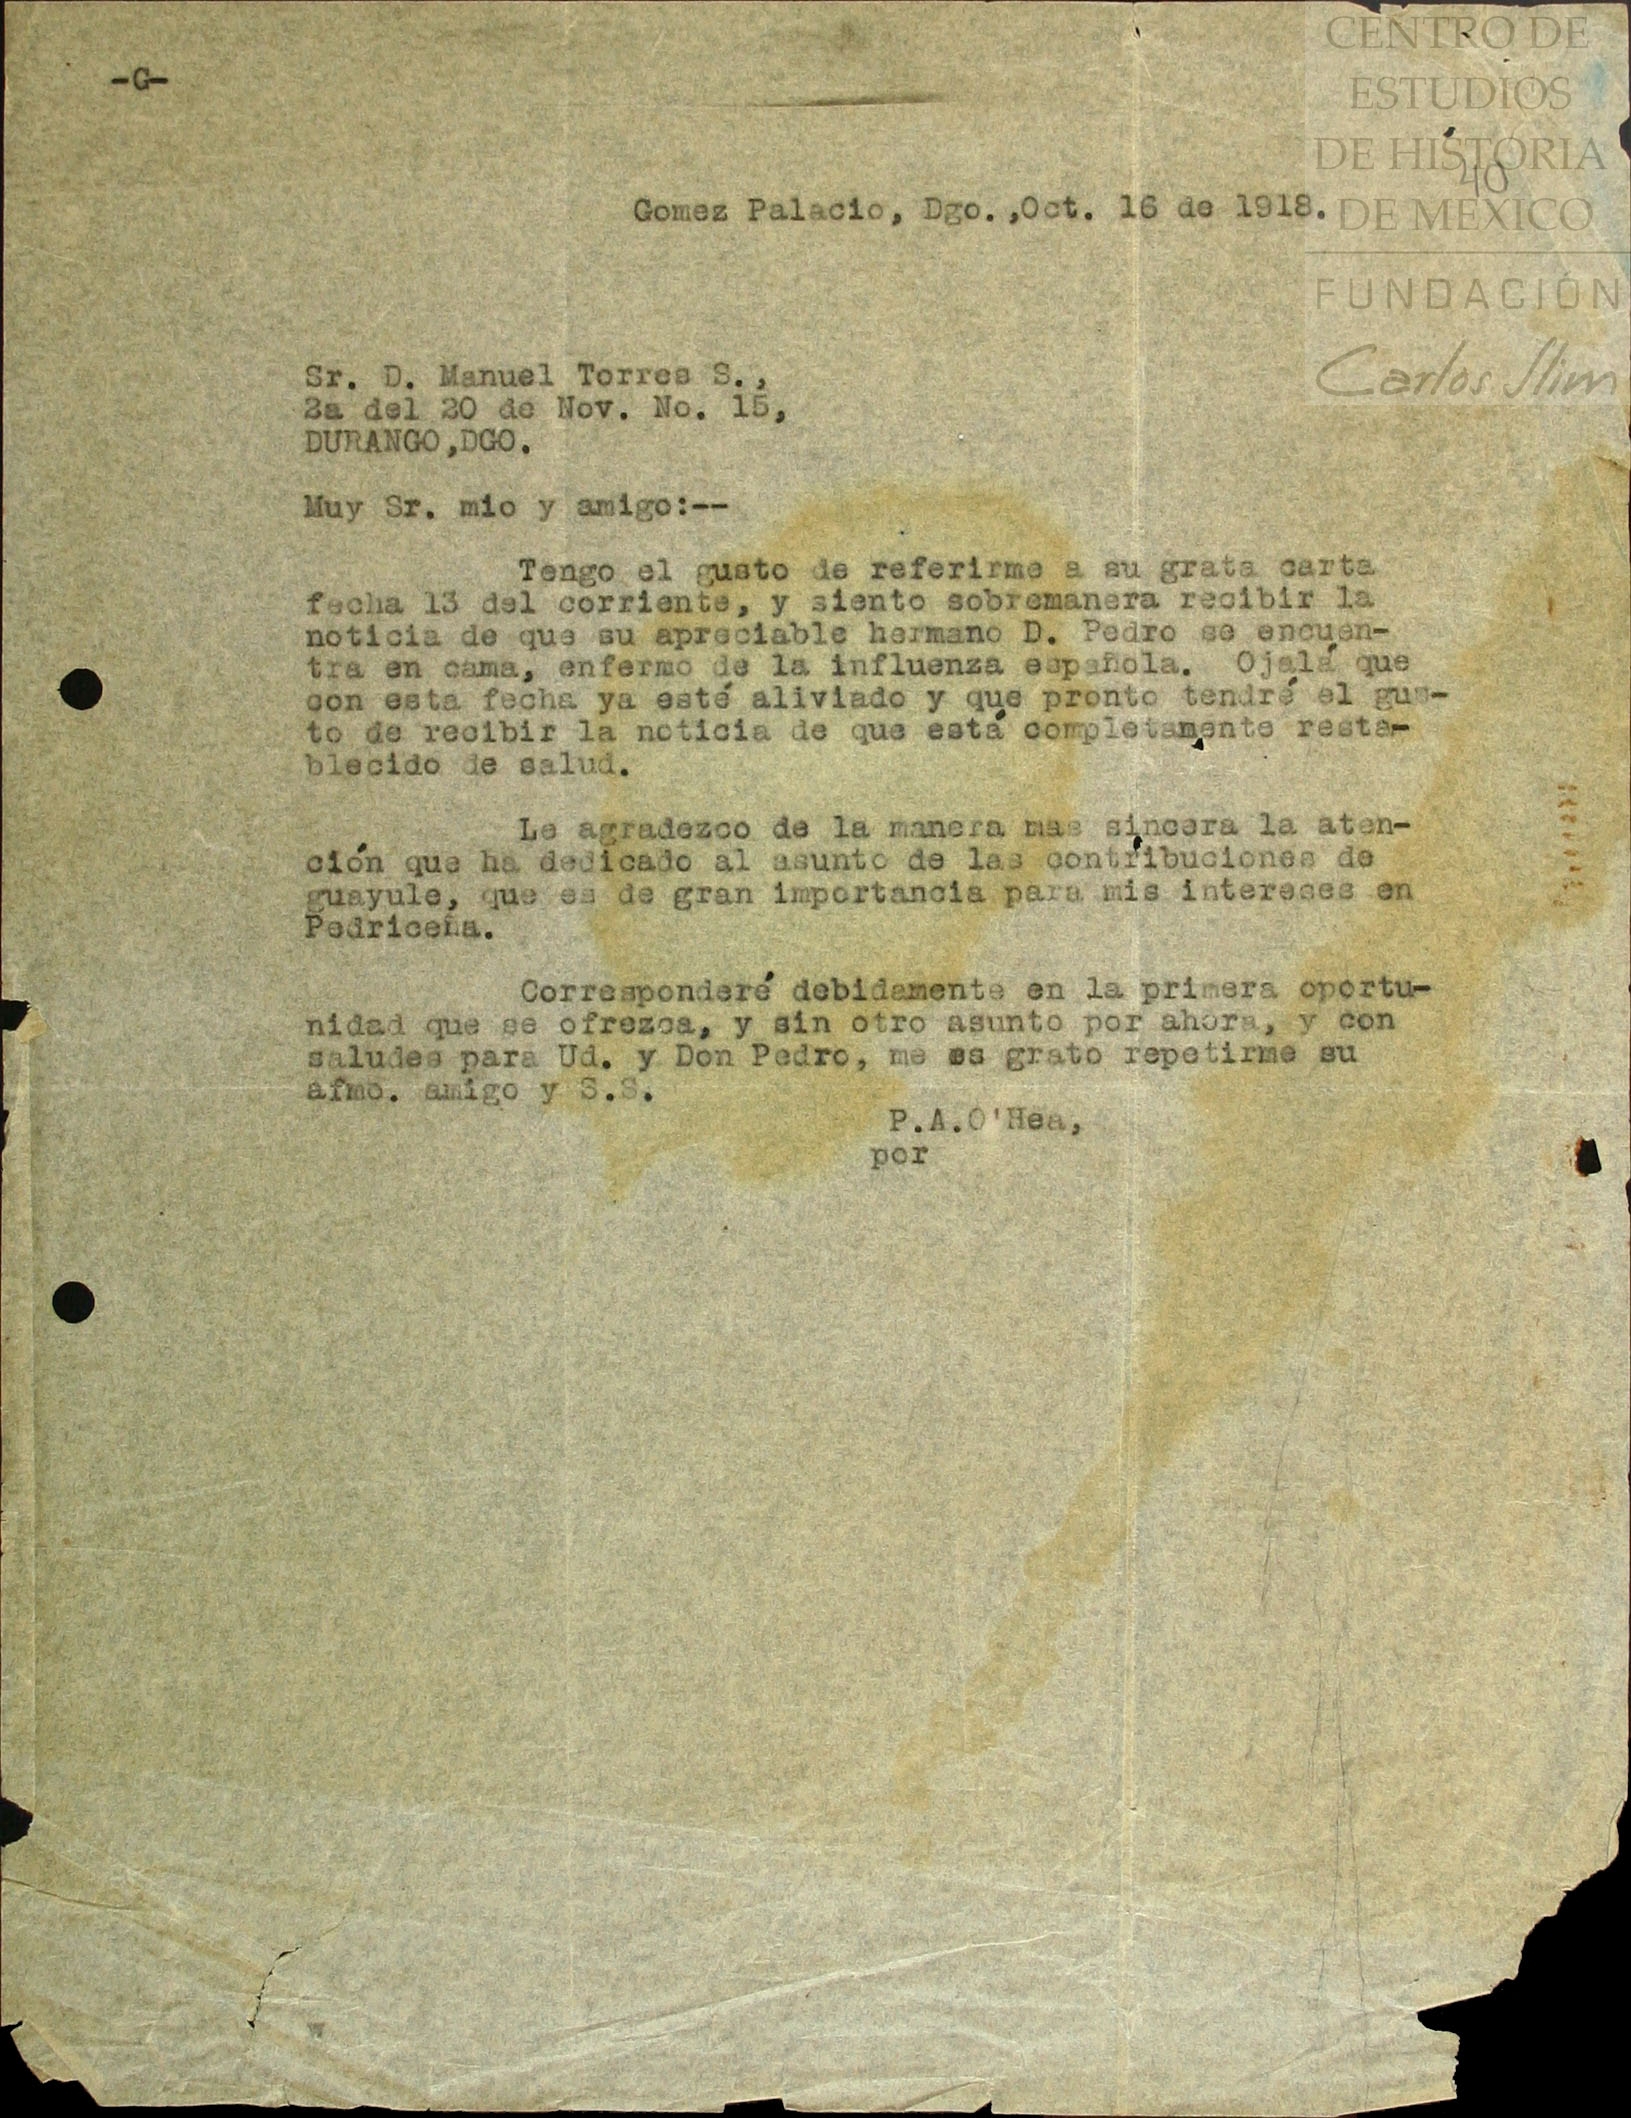 -G-
CENTRO DE
ESTUDIOS
DE HISTORIA
DE MEXICO
FUNDACIÓN
Carlos Slim
40
Gomez Palacio, Dgo.,Oct. 16 de 1918.
Sr. D. Manuel Torres S.,
2a del 20 de Nov. No. 15,
DURANGO,DGO.
Muy Sr. mio y amigo:--
Tengo el gusto de referirme a su grata carta
fecha 13 del corriente, y siento sobremanera recibir la
noticia de que su apreciable hermano D. Pedro se encuen-
tra en cama, enfermo de la influenza española. Ojalá que
con esta fecha ya esté aliviado y que pronto tendré el gus-
to de recibir la noticia de que está completamente resta-
blecido de salud.
Le agradezco de la manera mas sincera la aten-
ción que ha dedicado al asunto de las contribuciones de
guayule, que es de gran importancia para mis intereses en
Pedriceña.
Corresponderé debidamente en la primera oportu-
nidad que se ofrezca, y sin otro asunto por ahora, y con
saludes para Ud. y Don Pedro, me es grato repetirme su
afmo. amigo y S.S.
P.A.O'Hea,
por